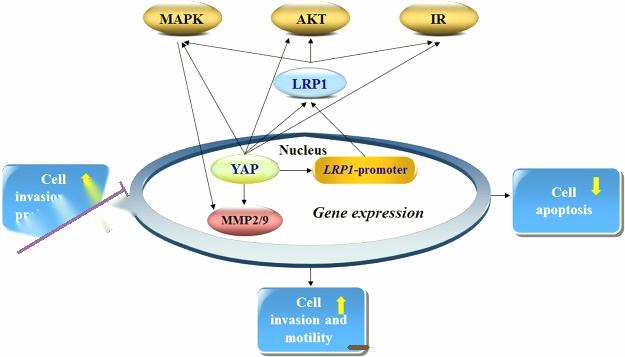 MAPK
AKT
IR
LRP1
Nucleus
YAP
LRP1-promoter
MMP2/9
Gene expression
Cell
invasion
Cell
apoptosis
Cell
invasion and
motility